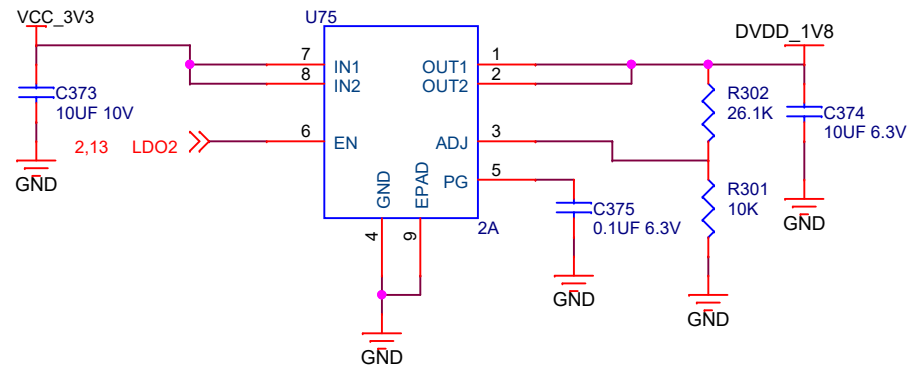 VCC_3V3
U75
DVDD_1V8
7
IN1
OUT1
1
8
IN2
OUT2
2
C373
10UF 10V
R302
26.1K
C374
10UF 6.3V
2,13 LDO2
6
EN
ADJ
3
PG
5
GND
EPAD
R301
10K
C375
0.1UF 6.3V
4
9
2A
GND
GND
GND
GND
GND